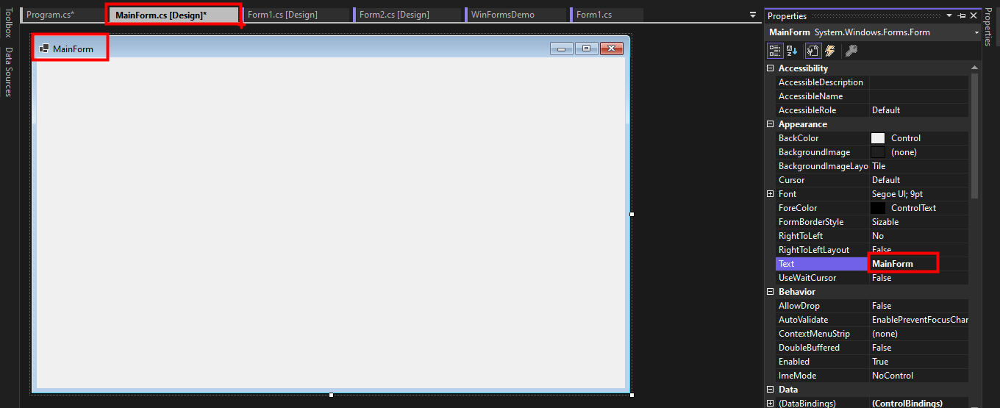 Toolbox
Data Sources
Program.cs*
MainForm.cs [Design]*
Form1.cs [Design]
Form2.cs [Design]
WinFormsDemo
Form1.cs
MainForm
Properties
MainForm System.Windows.Forms.Form
Accessibility
AccessibleDescription
AccessibleName
AccessibleRole Default
Appearance
BackColor Control
BackgroundImage (none)
BackgroundImageLayo Tile
Cursor Default
Font Segoe UI; 9pt
ForeColor ControlText
FormBorderStyle Sizable
RightToLeft No
RightToLeftLayout False
Text MainForm
UseWaitCursor False
Behavior
AllowDrop False
AutoValidate EnablePreventFocusChan
ContextMenuStrip (none)
DoubleBuffered False
Enabled True
ImeMode NoControl
Data
(DataBindings) (ControlBindings)
Properties